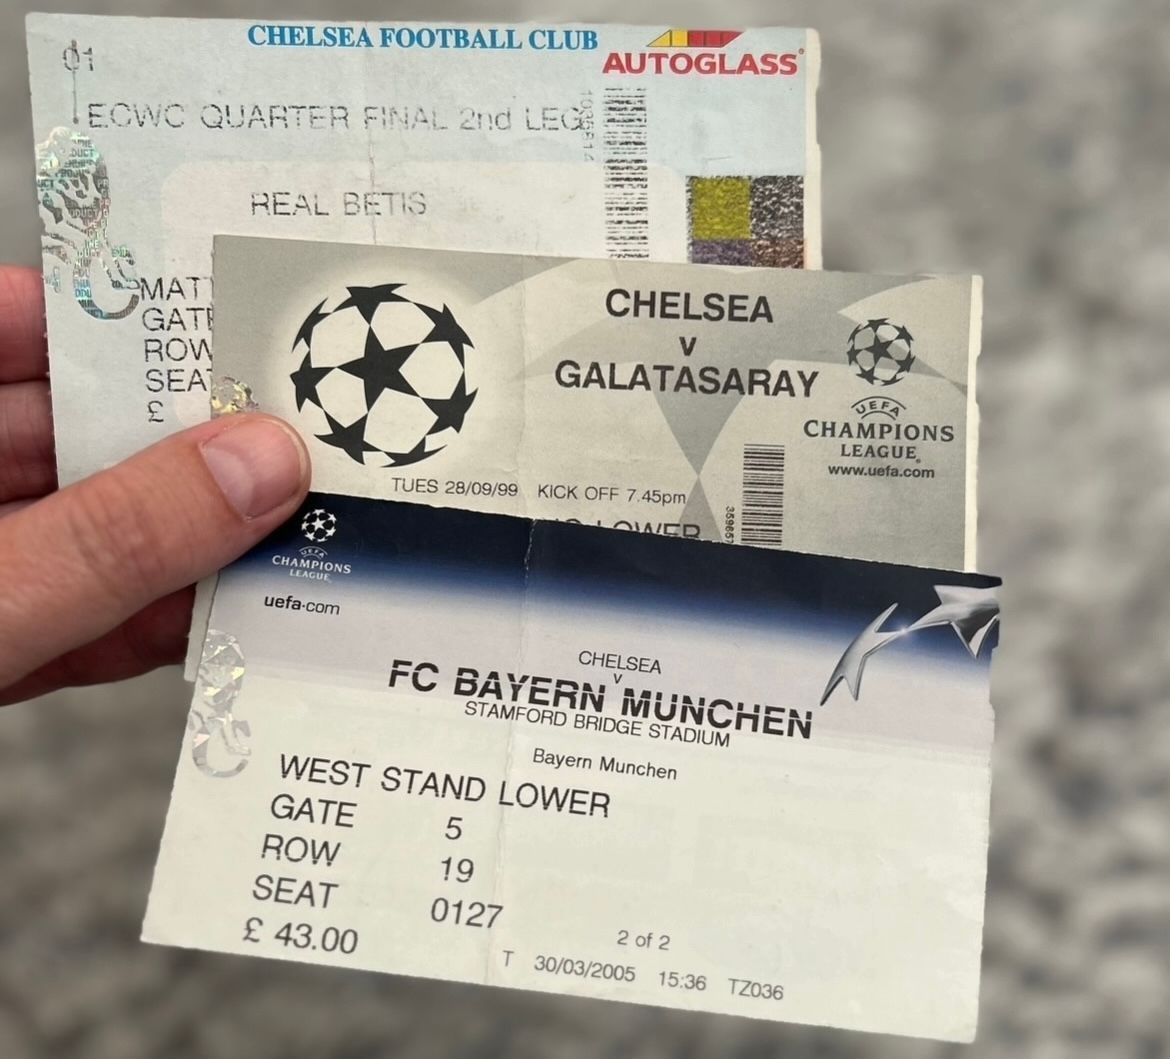 CHELSEA FOOTBALL CLUB
AUTOGLASS
01
ECWC QUARTER FINAL 2nd LEG
REAL BETIS
MATT
GATE
ROW
SEAT
£
CHELSEA
v
GALATASARAY
UEFA
CHAMPIONS
LEAGUE
www.uefa.com
TUES 28/09/99 KICK OFF 7.45pm
LOWER
UEFA
CHAMPIONS
LEAGUE
uefa.com
CHELSEA
v
FC BAYERN MUNCHEN
STAMFORD BRIDGE STADIUM
Bayern Munchen
WEST STAND LOWER
GATE 5
ROW 19
SEAT 0127
£ 43.00
2 of 2
T 30/03/2005 15:36 TZ036